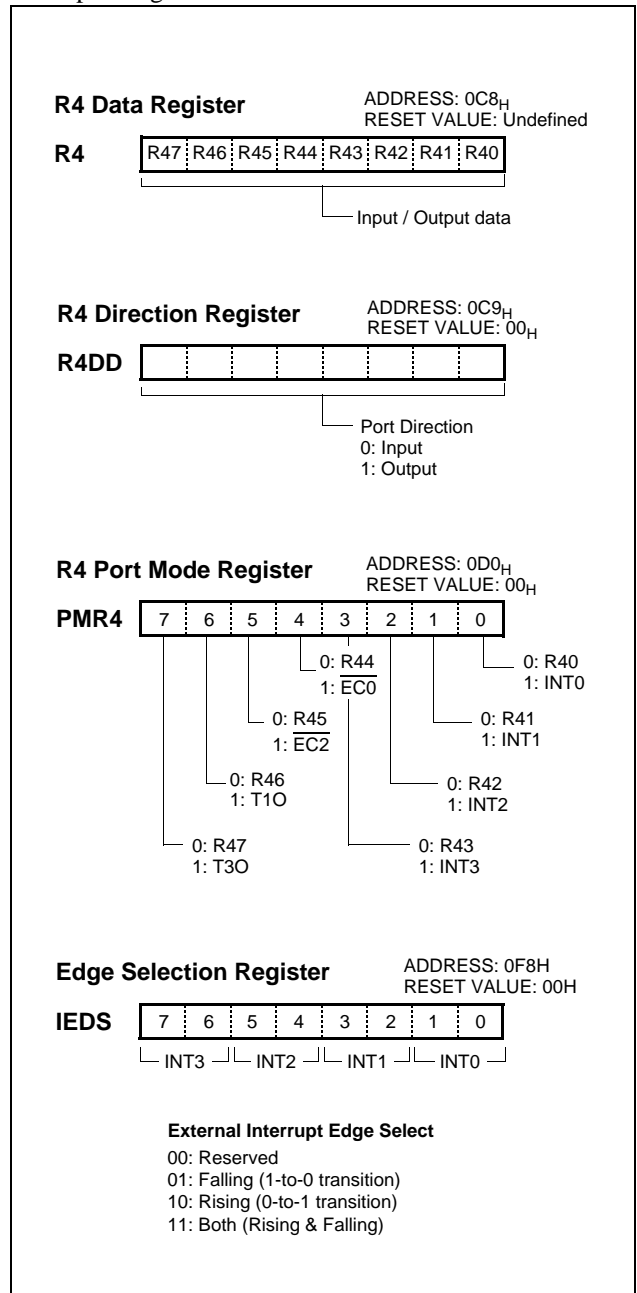 R4 Data Register
ADDRESS: 0C8H
RESET VALUE: Undefined
R4
R47 R46 R45 R44 R43 R42 R41 R40
Input / Output data
R4 Direction Register
ADDRESS: 0C9H
RESET VALUE: 00H
R4DD
Port Direction
0: Input
1: Output
R4 Port Mode Register
ADDRESS: 0D0H
RESET VALUE: 00H
PMR4
7 6 5 4 3 2 1 0
0: R44
1: EC0
0: R40
1: INT0
0: R45
1: EC2
0: R41
1: INT1
0: R46
1: T1O
0: R42
1: INT2
0: R47
1: T3O
0: R43
1: INT3
Edge Selection Register
ADDRESS: 0F8H
RESET VALUE: 00H
IEDS
7 6 5 4 3 2 1 0
INT3 INT2 INT1 INT0
External Interrupt Edge Select
00: Reserved
01: Falling (1-to-0 transition)
10: Rising (0-to-1 transition)
11: Both (Rising & Falling)